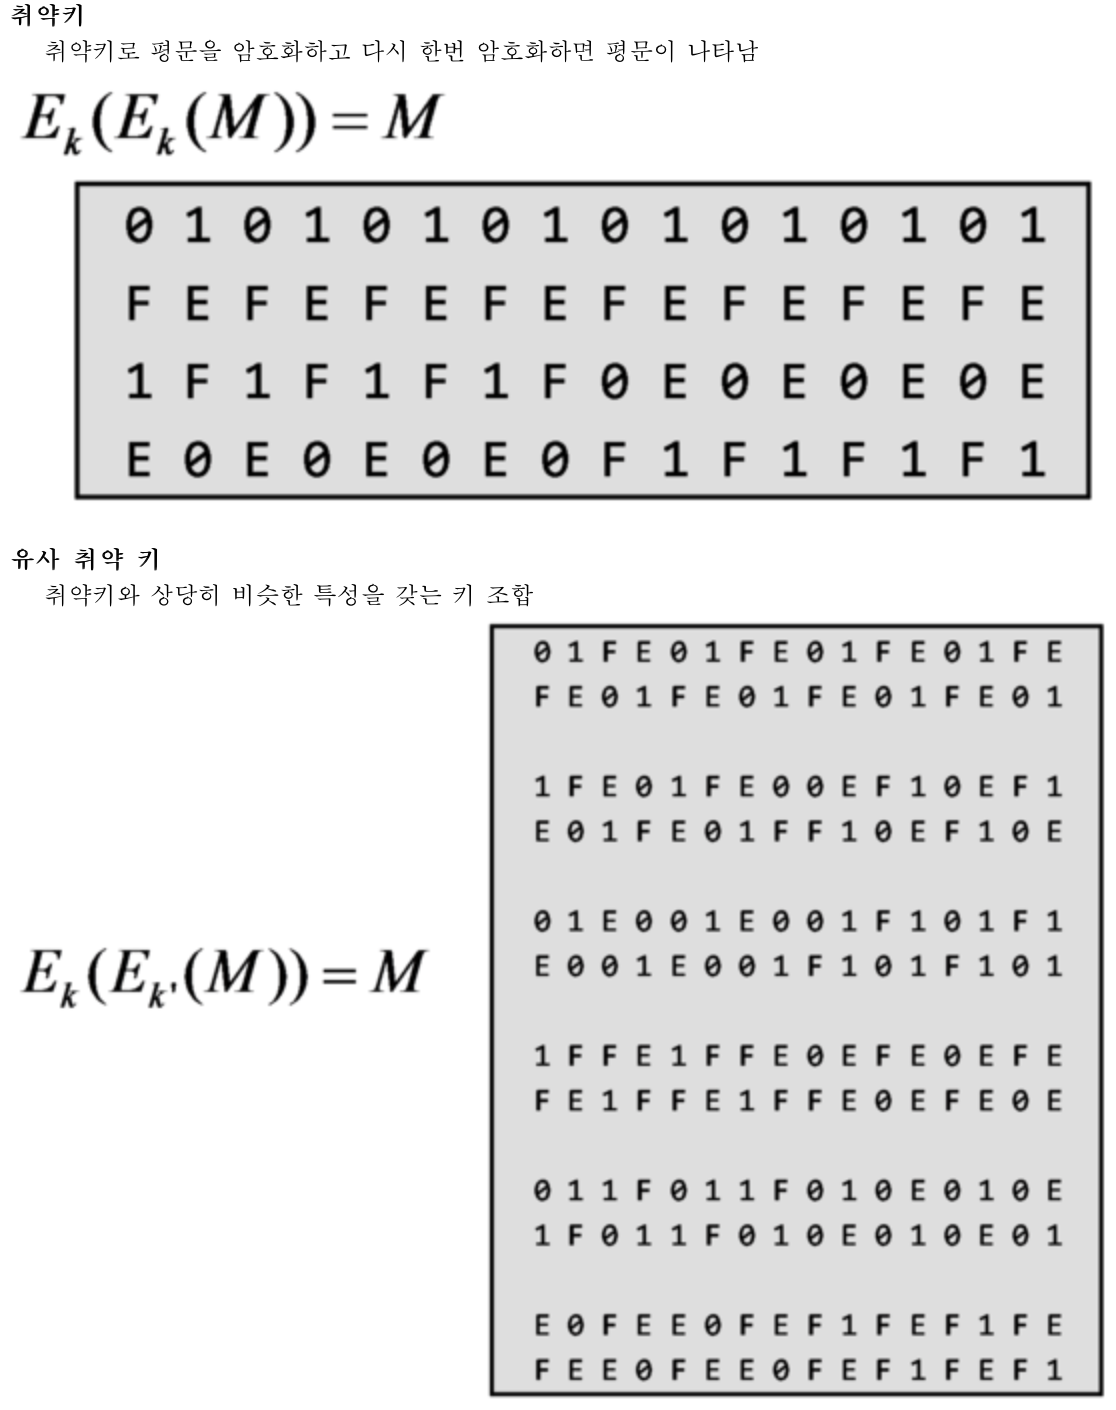 취약키
취약키로 평문을 암호화하고 다시 한번 암호화하면 평문이 나타남
E_k(E_k(M)) = M
0 1 0 1 0 1 0 1 0 1 0 1 0 1 0 1
F E F E F E F E F E F E F E F E
1 F 1 F 1 F 1 F 0 E 0 E 0 E 0 E
E 0 E 0 E 0 E 0 F 1 F 1 F 1 F 1
유사 취약 키
취약키와 상당히 비슷한 특성을 갖는 키 조합
E_k(E_k'(M)) = M
0 1 F E 0 1 F E 0 1 F E 0 1 F E
F E 0 1 F E 0 1 F E 0 1 F E 0 1
1 F E 0 1 F E 0 0 E F 1 0 E F 1
E 0 1 F E 0 1 F F 1 0 E F 1 0 E
0 1 E 0 0 1 E 0 0 1 F 1 0 1 F 1
E 0 0 1 E 0 0 1 F 1 0 1 F 1 0 1
1 F F E 1 F F E 0 E F E 0 E F E
F E 1 F F E 1 F F E 0 E F E 0 E
0 1 1 F 0 1 1 F 0 1 0 E 0 1 0 E
1 F 0 1 1 F 0 1 0 E 0 1 0 E 0 1
E 0 F E E 0 F E F 1 F E F 1 F E
F E E 0 F E E 0 F E F 1 F E F 1